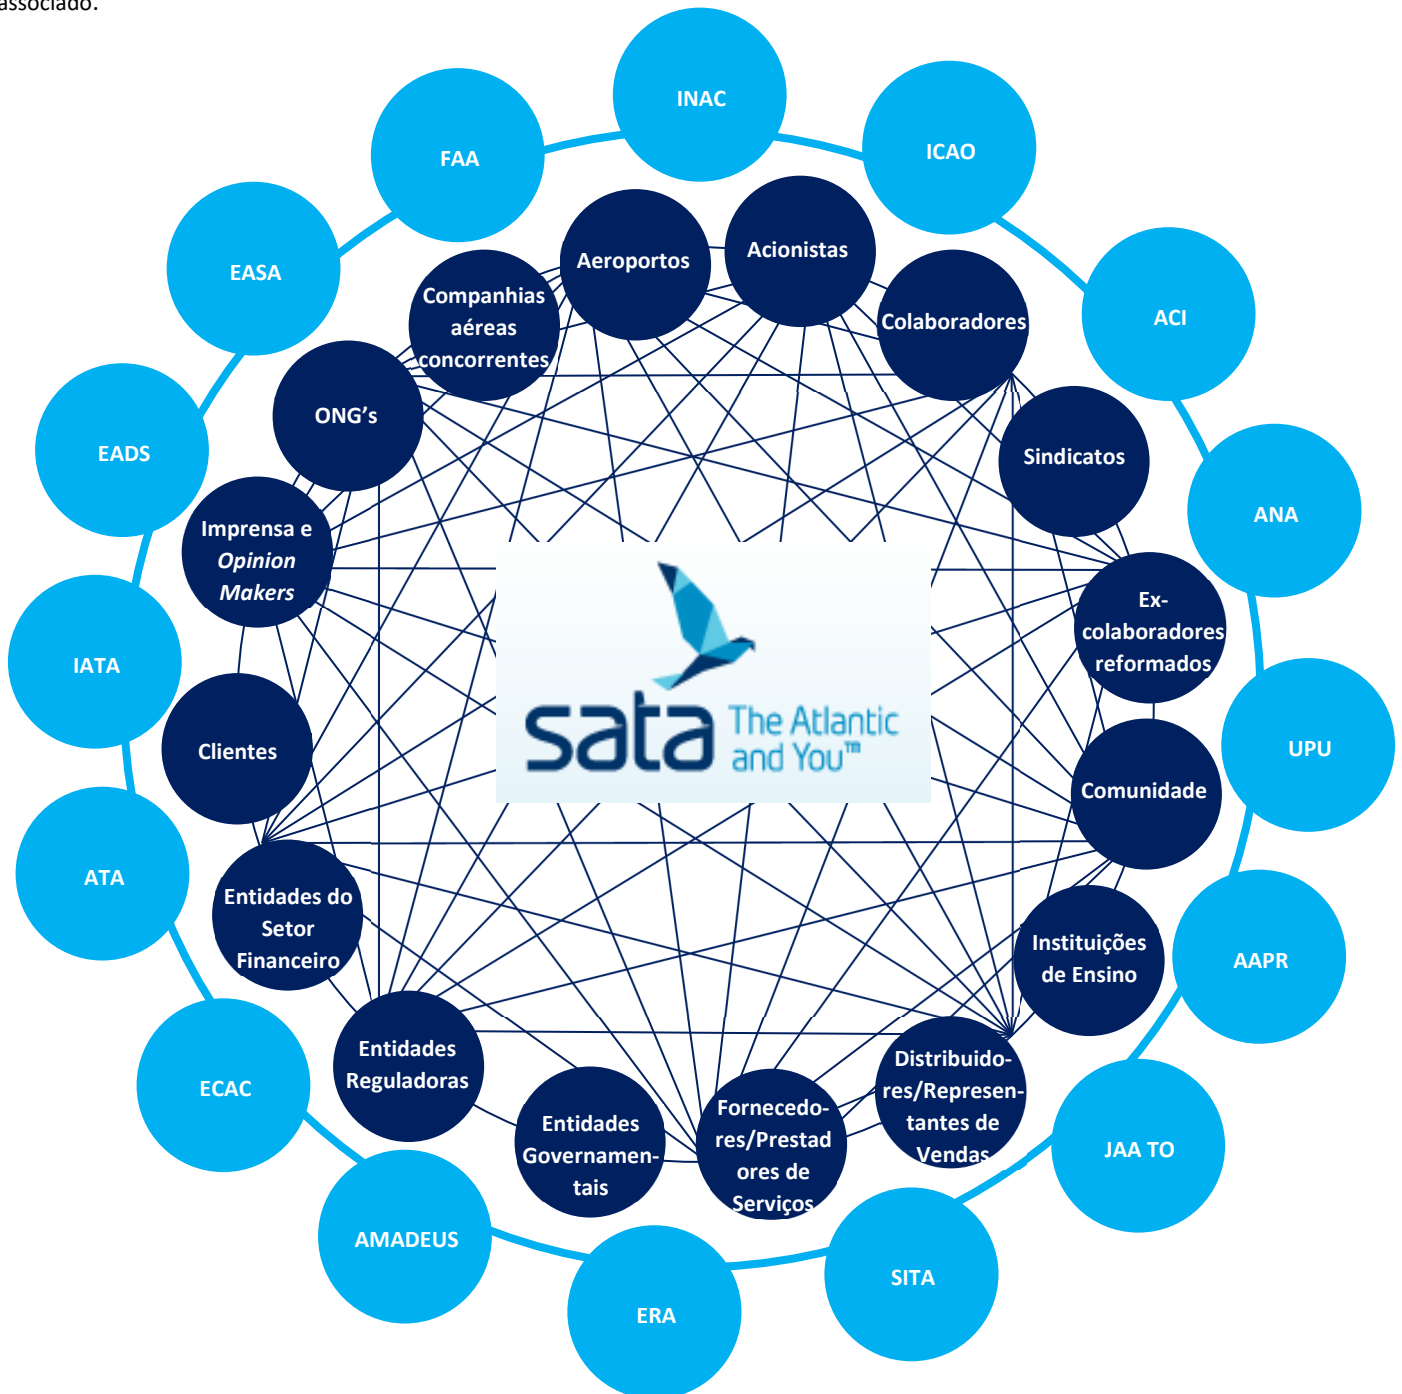 associado.
INAC
FAA
ICAO
EASA
ACI
EADS
ANA
IATA
UPU
ATA
AAPR
ECAC
JAA TO
AMADEUS
SITA
ERA
Aeroportos
Acionistas
Companhias
aéreas
concorrentes
Colaboradores
ONG's
Sindicatos
Imprensa e
Opinion
Makers
Ex-
colaboradores
reformados
Clientes
Comunidade
Entidades do
Setor
Financeiro
Instituições
de Ensino
Entidades
Reguladoras
Distribuido-
res/Represen-
tantes de
Vendas
Entidades
Governamen-
tais
Fornecedo-
res/Prestad
ores de
Serviços
sata The Atlantic
and You™